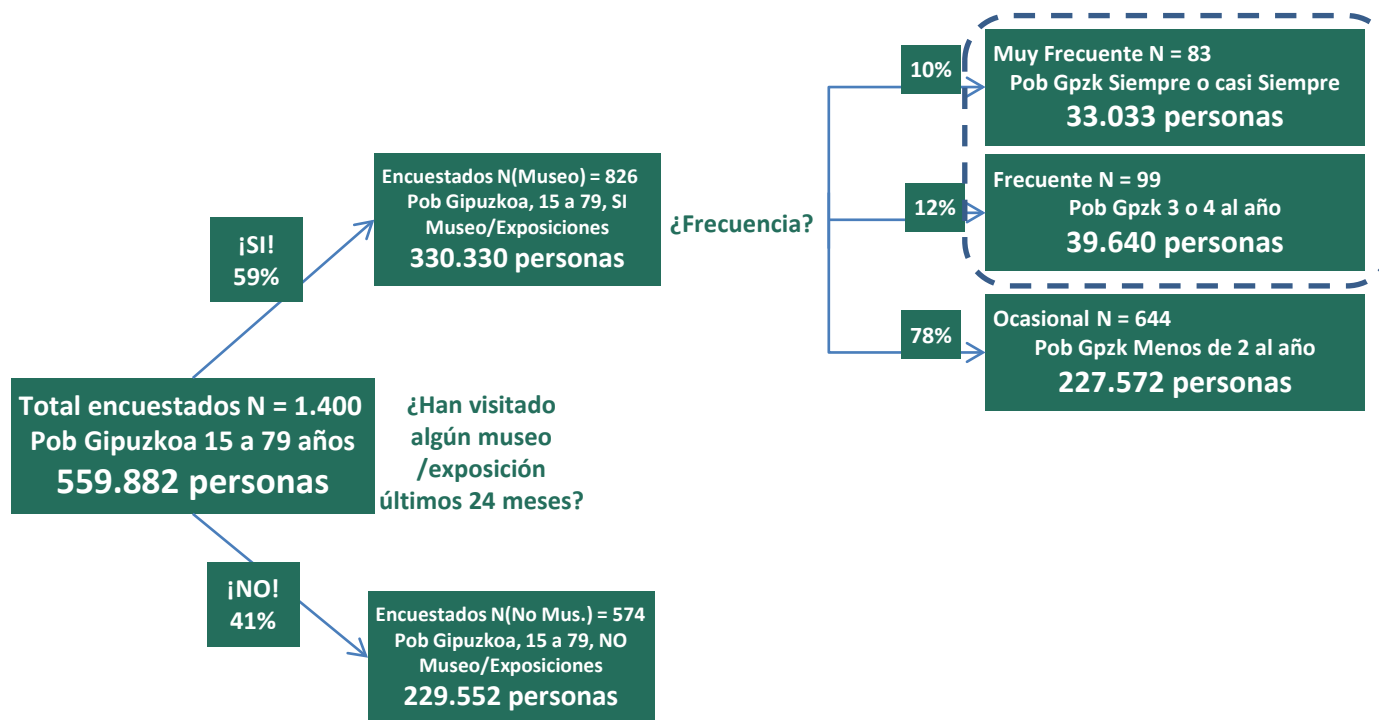 Total encuestados N = 1.400
Pob Gipuzkoa 15 a 79 años
559.882 personas
¿Han visitado
algún museo
/exposición
últimos 24 meses?
¡SI!
59%
Encuestados N(Museo) = 826
Pob Gipuzkoa, 15 a 79, SI
Museo/Exposiciones
330.330 personas
¡NO!
41%
Encuestados N(No Mus.) = 574
Pob Gipuzkoa, 15 a 79, NO
Museo/Exposiciones
229.552 personas
¿Frecuencia?
10%
Muy Frecuente N = 83
Pob Gpzk Siempre o casi Siempre
33.033 personas
12%
Frecuente N = 99
Pob Gpzk 3 o 4 al año
39.640 personas
78%
Ocasional N = 644
Pob Gpzk Menos de 2 al año
227.572 personas